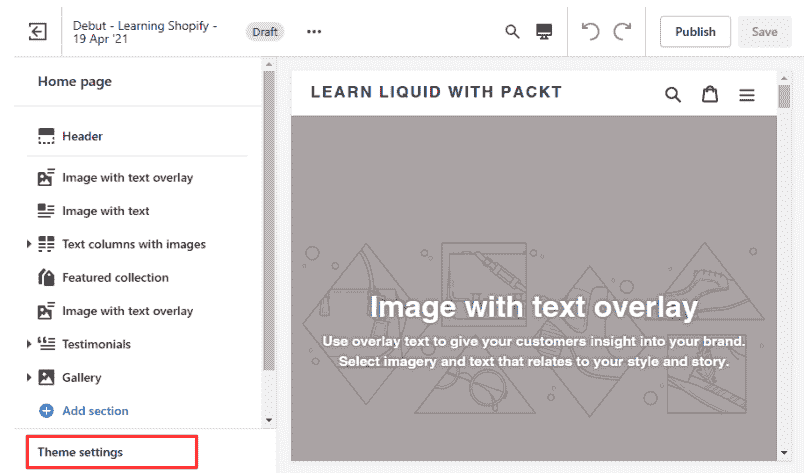 Debut - Learning Shopify -
19 Apr '21
Draft
Publish
Save
Home page
Header
Image with text overlay
Image with text
Text columns with images
Featured collection
Image with text overlay
Testimonials
Gallery
Add section
Theme settings
LEARN LIQUID WITH PACKT
Image with text overlay
Use overlay text to give your customers insight into your brand.
Select imagery and text that relates to your style and story.